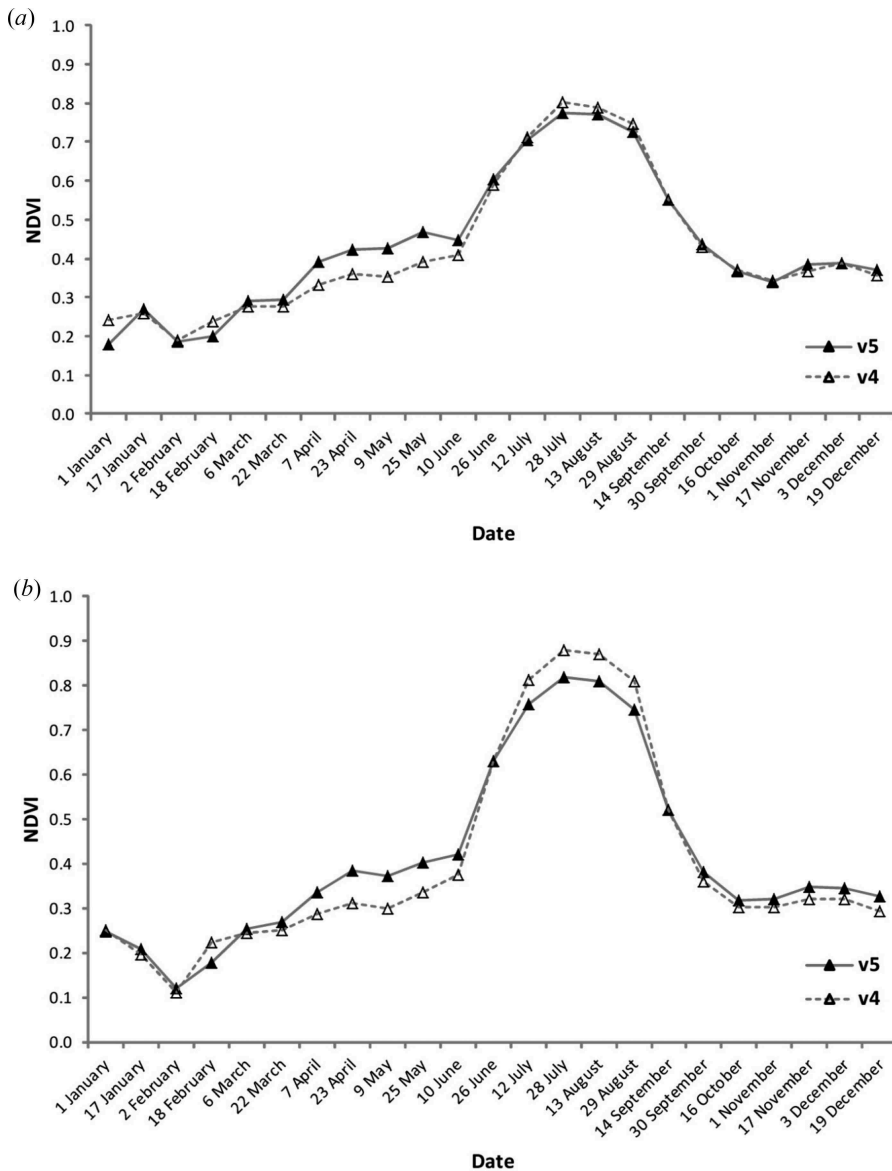 (a)
1.0
0.9
0.8
0.7
0.6
0.5
0.4
0.3
0.2
0.1
0.0
NDVI
v5
v4
1 January
17 January
2 February
18 February
6 March
22 March
7 April
23 April
9 May
25 May
10 June
26 June
12 July
28 July
13 August
29 August
14 September
30 September
16 October
1 November
17 November
3 December
19 December
Date
(b)
1.0
0.9
0.8
0.7
0.6
0.5
0.4
0.3
0.2
0.1
0.0
NDVI
v5
v4
1 January
17 January
2 February
18 February
6 March
22 March
7 April
23 April
9 May
25 May
10 June
26 June
12 July
28 July
13 August
29 August
14 September
30 September
16 October
1 November
17 November
3 December
19 December
Date